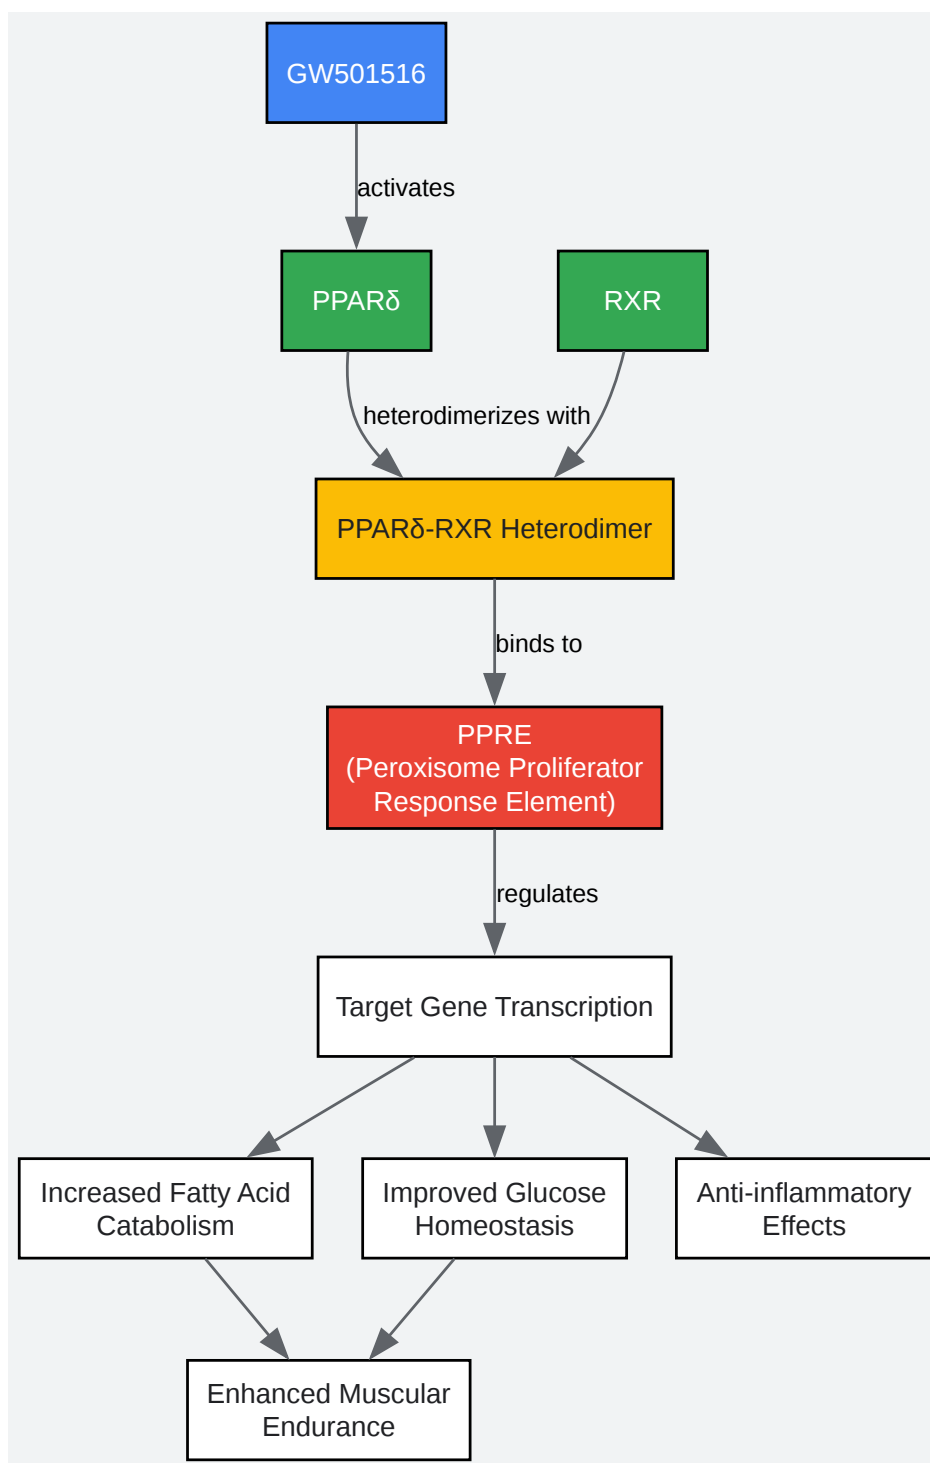 GW501516
activates
PPARδ
RXR
heterodimerizes with
PPARδ-RXR Heterodimer
binds to
PPRE
(Peroxisome Proliferator
Response Element)
regulates
Target Gene Transcription
Increased Fatty Acid
Catabolism
Improved Glucose
Homeostasis
Anti-inflammatory
Effects
Enhanced Muscular
Endurance